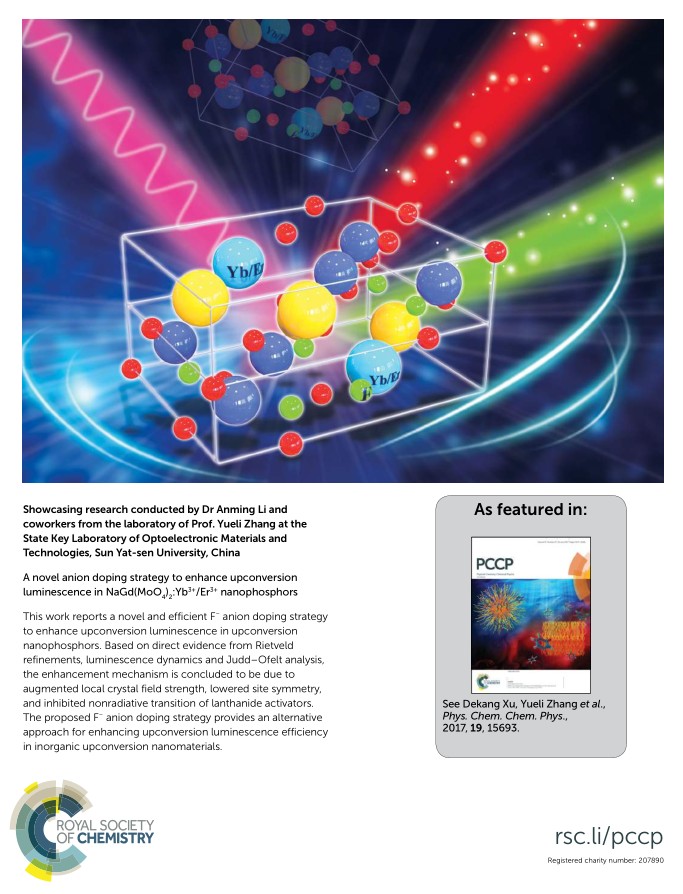 Yb/Er
Yb/Er
F
Showcasing research conducted by Dr Anming Li and
coworkers from the laboratory of Prof. Yueli Zhang at the
State Key Laboratory of Optoelectronic Materials and
Technologies, Sun Yat-sen University, China
A novel anion doping strategy to enhance upconversion
luminescence in NaGd(MoO₄)₂:Yb³⁺/Er³⁺ nanophosphors
This work reports a novel and efficient F⁻ anion doping strategy
to enhance upconversion luminescence in upconversion
nanophosphors. Based on direct evidence from Rietveld
refinements, luminescence dynamics and Judd–Ofelt analysis,
the enhancement mechanism is concluded to be due to
augmented local crystal field strength, lowered site symmetry,
and inhibited nonradiative transition of lanthanide activators.
The proposed F⁻ anion doping strategy provides an alternative
approach for enhancing upconversion luminescence efficiency
in inorganic upconversion nanomaterials.
As featured in:
PCCP
See Dekang Xu, Yueli Zhang et al.,
Phys. Chem. Chem. Phys.,
2017, 19, 15693.
ROYAL SOCIETY
OF CHEMISTRY
rsc.li/pccp
Registered charity number: 207890